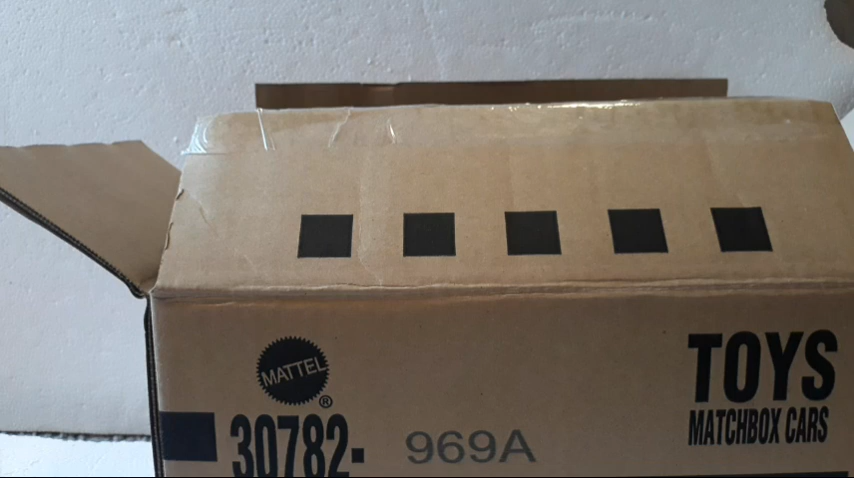 MATTEL
®
30782-
969A
TOYS
MATCHBOX CARS